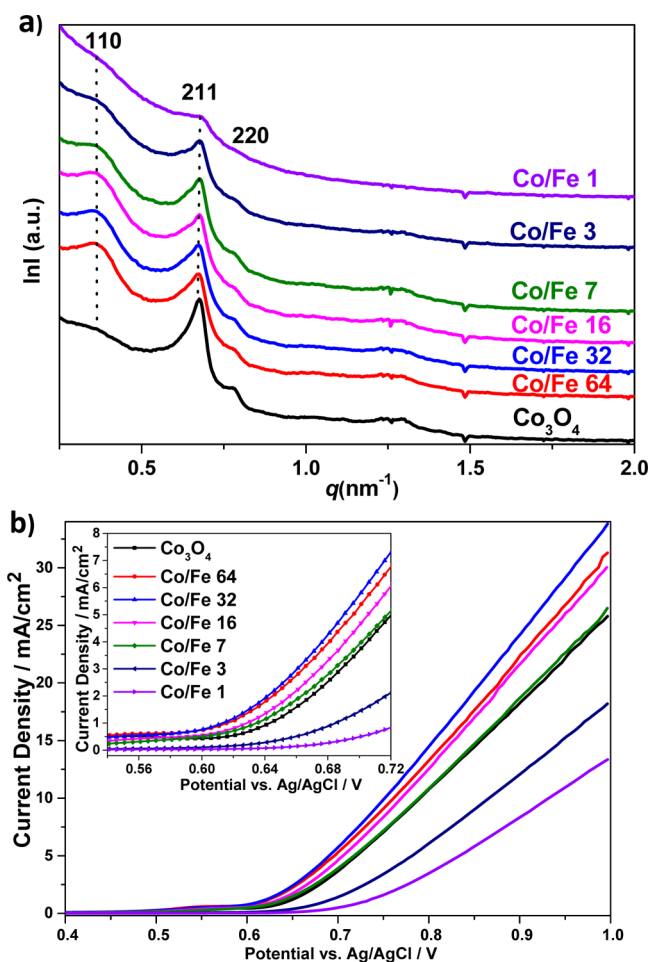 a)
110
211
220
Co/Fe 1
Co/Fe 3
Co/Fe 7
Co/Fe 16
Co/Fe 32
Co/Fe 64
Co₃O₄
lnI (a.u.)
0.5 1.0 1.5 2.0
q(nm⁻¹)
b)
Current Density / mA/cm²
30
25
20
15
10
5
0
0.4 0.5 0.6 0.7 0.8 0.9 1.0
Potential vs. Ag/AgCl / V
Current Density / mA/cm²
8
7
6
5
4
3
2
1
0
Co₃O₄
Co/Fe 64
Co/Fe 32
Co/Fe 16
Co/Fe 7
Co/Fe 3
Co/Fe 1
0.56 0.60 0.64 0.68 0.72
Potential vs. Ag/AgCl / V